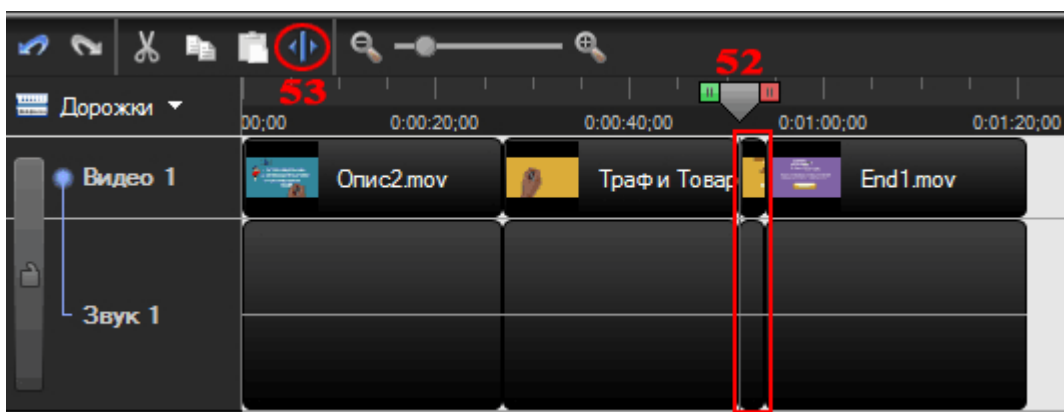 52
53
Дорожки
00;00 0:00:20;00 0:00:40;00 0:01:00;00 0:01:20;00
Видео 1
Опис2.mov Траф и Товар End1.mov
Звук 1